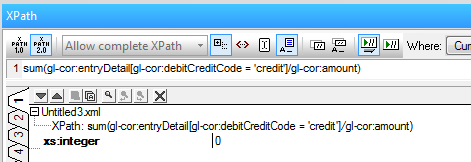 XPath
XPATH 1.0 XPATH 2.0 Allow complete XPath Where: Cur
1 sum(gl-cor:entryDetail[gl-cor:debitCreditCode = 'credit']/gl-cor:amount)
1
2
3
4
Untitled3.xml
XPath: sum(gl-cor:entryDetail[gl-cor:debitCreditCode = 'credit']/gl-cor:amount)
xs:integer 0